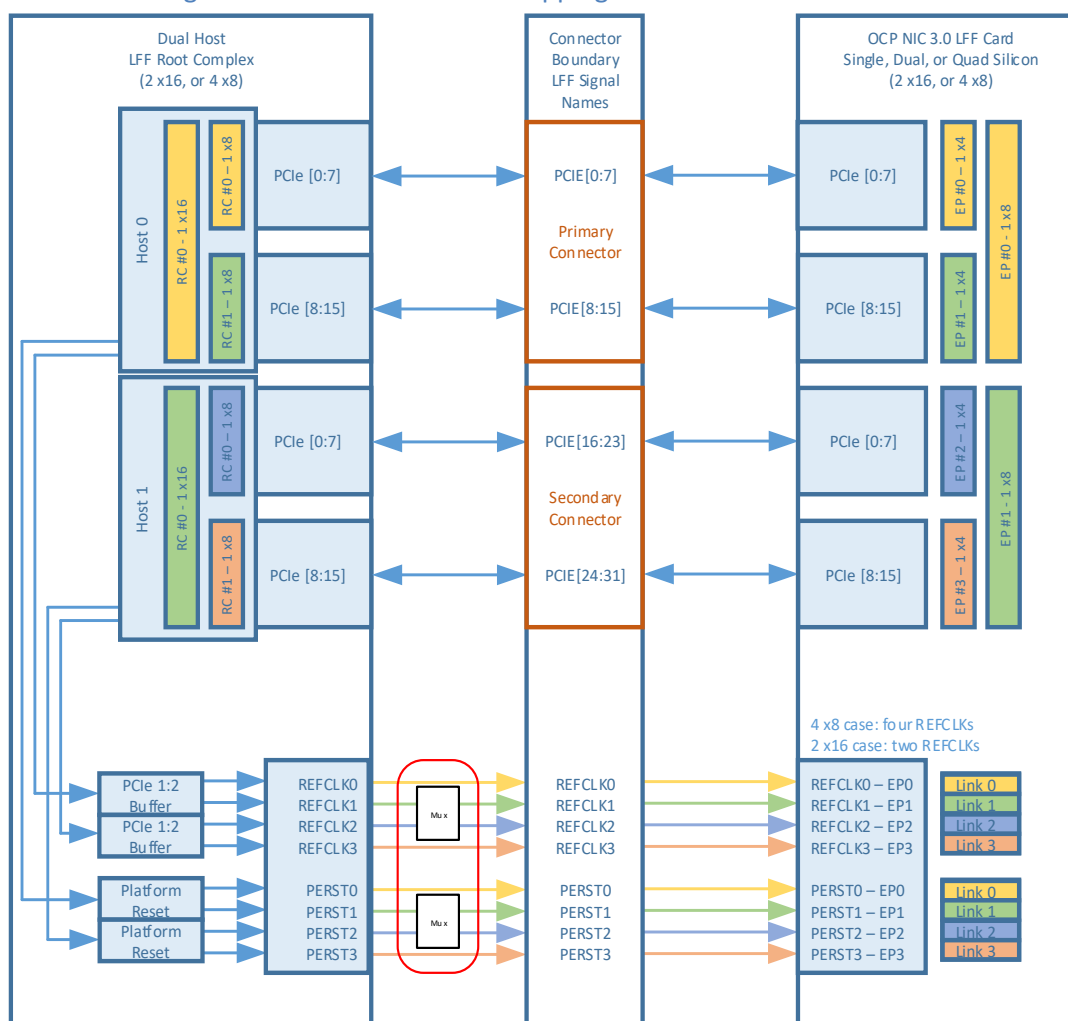 Dual Host
LFF Root Complex
(2 x16, or 4 x8)
Connector
Boundary
LFF Signal
Names
OCP NIC 3.0 LFF Card
Single, Dual, or Quad Silicon
(2 x16, or 4 x8)
Host 0
RC #0 - 1 x16
RC #0 – 1 x8
PCIe [0:7]
PCIE[0:7]
PCIe [0:7]
EP #0 – 1 x4
EP #0 - 1 x8
Primary
Connector
RC #1 – 1 x8
PCIe [8:15]
PCIE[8:15]
PCIe [8:15]
EP #1 – 1 x4
Host 1
RC #0 - 1 x16
RC #0 – 1 x8
PCIe [0:7]
PCIE[16:23]
PCIe [0:7]
EP #2 – 1 x4
EP #1 - 1 x8
Secondary
Connector
RC #1 – 1 x8
PCIe [8:15]
PCIE[24:31]
PCIe [8:15]
EP #3 – 1 x4
4 x8 case: four REFCLKs
2 x16 case: two REFCLKs
PCIe 1:2
Buffer
PCIe 1:2
Buffer
REFCLK0
REFCLK1
REFCLK2
REFCLK3
Mux
REFCLK0
REFCLK1
REFCLK2
REFCLK3
REFCLK0 – EP0
REFCLK1 – EP1
REFCLK2 – EP2
REFCLK3 – EP3
Link 0
Link 1
Link 2
Link 3
Platform
Reset
Platform
Reset
PERST0
PERST1
PERST2
PERST3
Mux
PERST0
PERST1
PERST2
PERST3
PERST0 – EP0
PERST1 – EP1
PERST2 – EP2
PERST3 – EP3
Link 0
Link 1
Link 2
Link 3